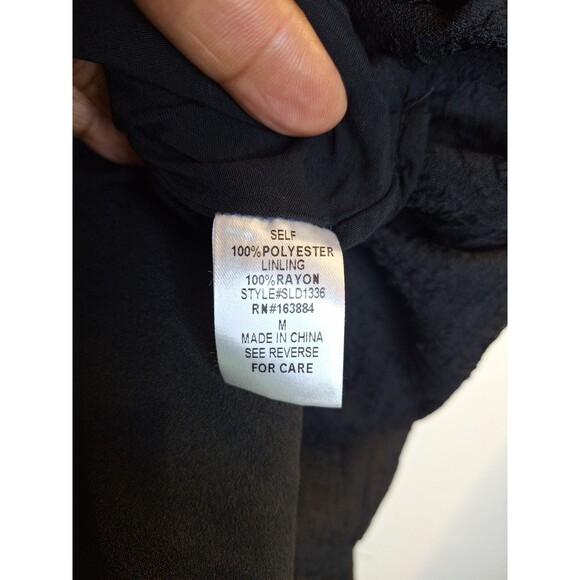 SELF
100%POLYESTER
LINLING
100%RAYON
STYLE#SLD1336
RN#163884
M
MADE IN CHINA
SEE REVERSE
FOR CARE